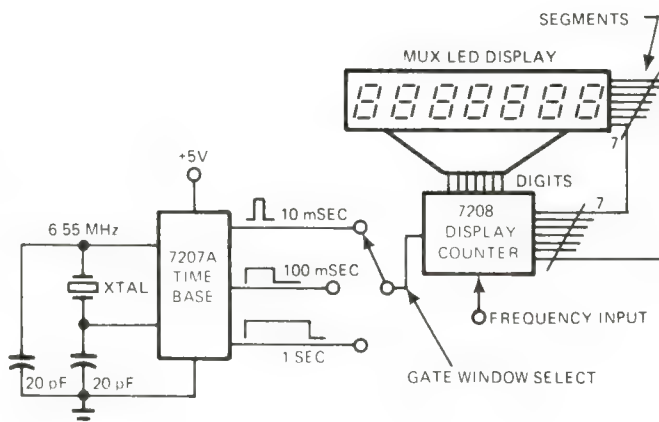 SEGMENTS
MUX LED DISPLAY
8888888
7
DIGITS
+5V
7208
DISPLAY
COUNTER
7
6.55 MHz
10 mSEC
7207A
TIME
BASE
XTAL
100 mSEC
FREQUENCY INPUT
1 SEC
20 pF
20 pF
GATE WINDOW SELECT